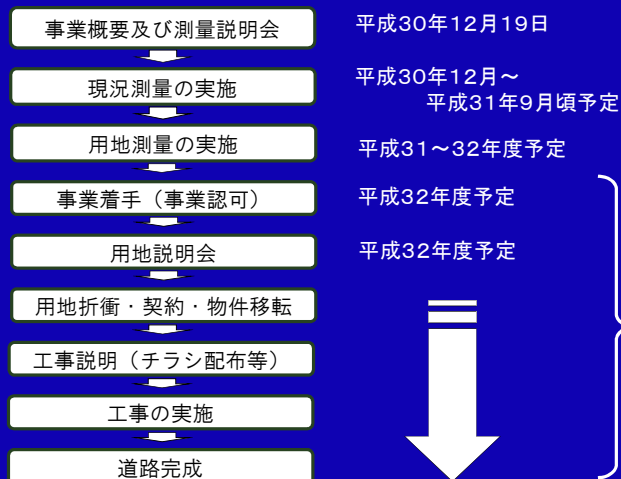 事業概要及び測量説明会 平成30年12月19日
現況測量の実施 平成30年12月～
平成31年9月頃予定
用地測量の実施 平成31～32年度予定
事業着手（事業認可） 平成32年度予定
用地説明会 平成32年度予定
用地折衝・契約・物件移転
工事説明（チラシ配布等）
工事の実施
道路完成